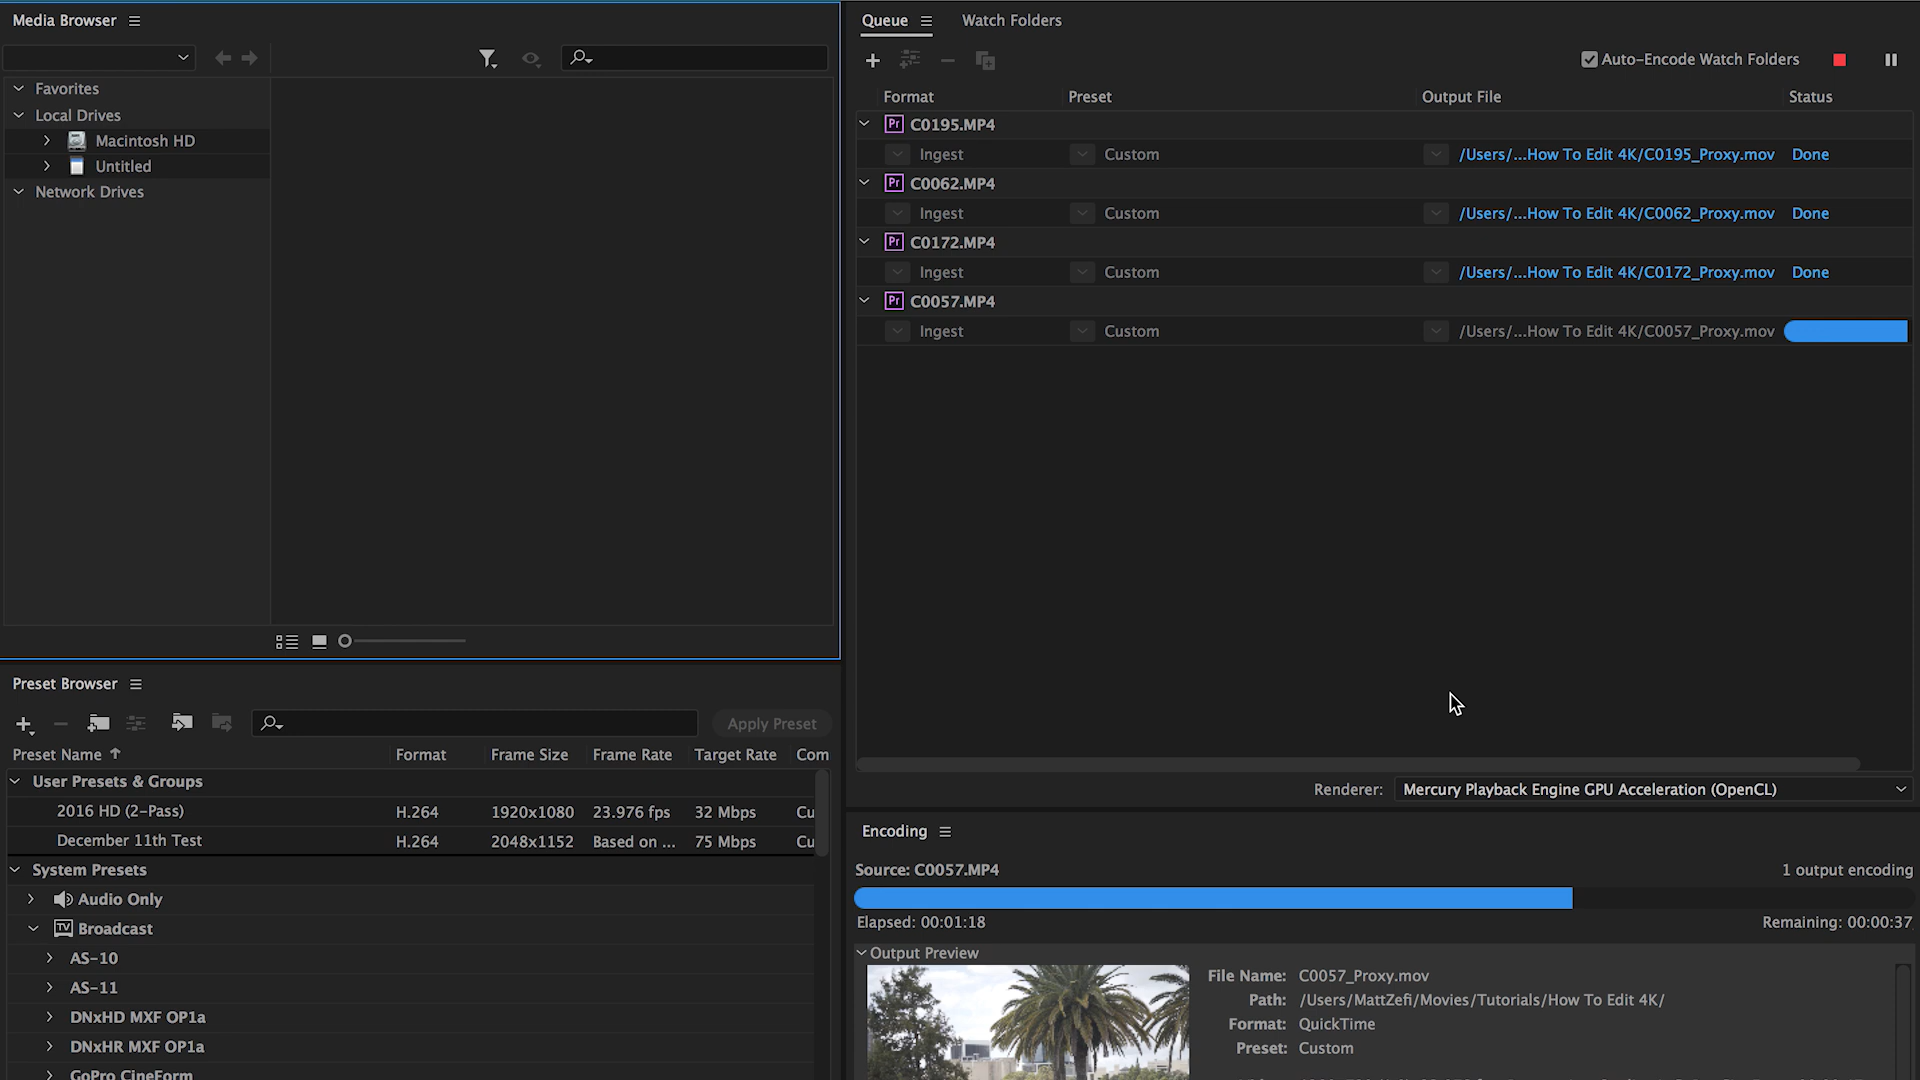 Media Browser
Favorites
Local Drives
Macintosh HD
Untitled
Network Drives
Preset Browser
Apply Preset
Preset Name Format Frame Size Frame Rate Target Rate Com
User Presets & Groups
2016 HD (2-Pass) H.264 1920x1080 23.976 fps 32 Mbps Cu
December 11th Test H.264 2048x1152 Based on ... 75 Mbps Cu
System Presets
Audio Only
TV Broadcast
AS-10
AS-11
DNxHD MXF OP1a
DNxHR MXF OP1a
GoPro CineForm
Queue Watch Folders
Auto-Encode Watch Folders
Format Preset Output File Status
Pr C0195.MP4
Ingest Custom /Users/...How To Edit 4K/C0195_Proxy.mov Done
Pr C0062.MP4
Ingest Custom /Users/...How To Edit 4K/C0062_Proxy.mov Done
Pr C0172.MP4
Ingest Custom /Users/...How To Edit 4K/C0172_Proxy.mov Done
Pr C0057.MP4
Ingest Custom /Users/...How To Edit 4K/C0057_Proxy.mov
Renderer: Mercury Playback Engine GPU Acceleration (OpenCL)
Encoding
Source: C0057.MP4 1 output encoding
Elapsed: 00:01:18 Remaining: 00:00:37
Output Preview
File Name: C0057_Proxy.mov
Path: /Users/MattZefi/Movies/Tutorials/How To Edit 4K/
Format: QuickTime
Preset: Custom